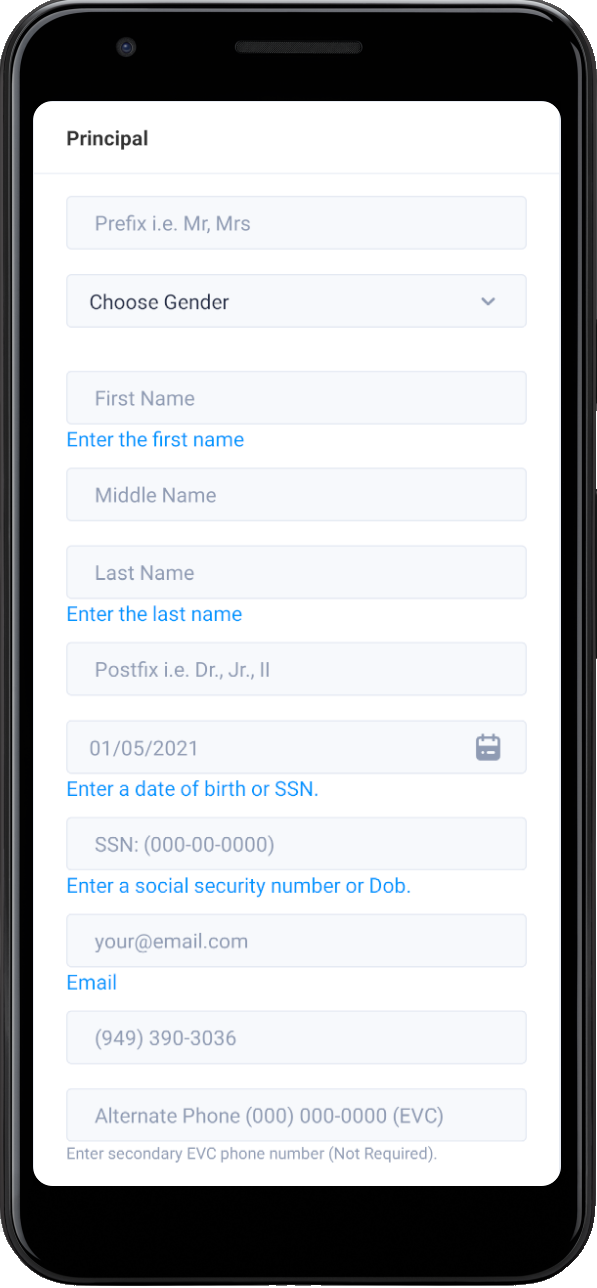 Principal
Prefix i.e. Mr, Mrs
Choose Gender
First Name
Enter the first name
Middle Name
Last Name
Enter the last name
Postfix i.e. Dr., Jr., II
01/05/2021
Enter a date of birth or SSN.
SSN: (000-00-0000)
Enter a social security number or Dob.
your@email.com
Email
(949) 390-3036
Alternate Phone (000) 000-0000 (EVC)
Enter secondary EVC phone number (Not Required).